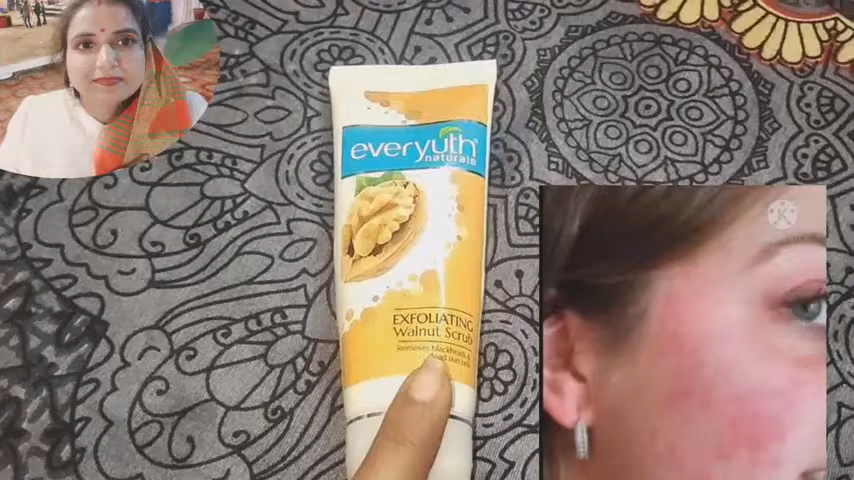 everyuth
naturals
EXFOLIATING
Walnut Scrub
Removes blackheads &
dead skin cells
K